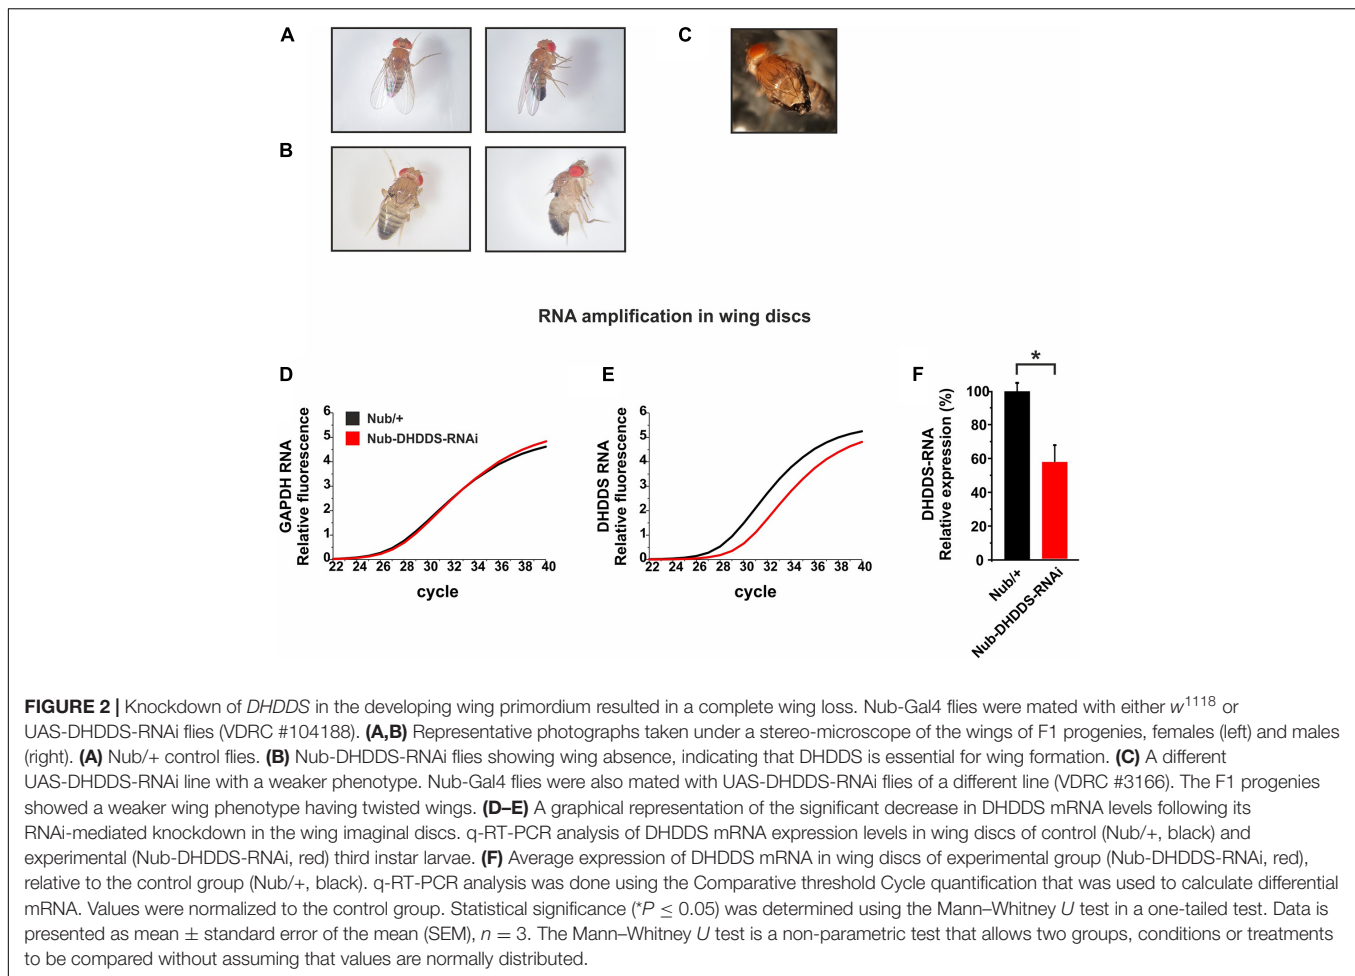 A
C
B
RNA amplification in wing discs
D
GAPDH RNA
Relative fluorescence
6
5
4
3
2
1
0
Nub/+
Nub-DHDDS-RNAi
22 24 26 28 30 32 34 36 38 40
cycle
E
DHDDS RNA
Relative fluorescence
6
5
4
3
2
1
0
22 24 26 28 30 32 34 36 38 40
cycle
F
DHDDS-RNA
Relative expression (%)
*
100
80
60
40
20
0
Nub/+
Nub-DHDDS-RNAi
FIGURE 2 | Knockdown of DHDDS in the developing wing primordium resulted in a complete wing loss. Nub-Gal4 flies were mated with either w1118 or
UAS-DHDDS-RNAi flies (VDRC #104188). (A,B) Representative photographs taken under a stereo-microscope of the wings of F1 progenies, females (left) and males
(right). (A) Nub/+ control flies. (B) Nub-DHDDS-RNAi flies showing wing absence, indicating that DHDDS is essential for wing formation. (C) A different
UAS-DHDDS-RNAi line with a weaker phenotype. Nub-Gal4 flies were also mated with UAS-DHDDS-RNAi flies of a different line (VDRC #3166). The F1 progenies
showed a weaker wing phenotype having twisted wings. (D–E) A graphical representation of the significant decrease in DHDDS mRNA levels following its
RNAi-mediated knockdown in the wing imaginal discs. q-RT-PCR analysis of DHDDS mRNA expression levels in wing discs of control (Nub/+, black) and
experimental (Nub-DHDDS-RNAi, red) third instar larvae. (F) Average expression of DHDDS mRNA in wing discs of experimental group (Nub-DHDDS-RNAi, red),
relative to the control group (Nub/+, black). q-RT-PCR analysis was done using the Comparative threshold Cycle quantification that was used to calculate differential
mRNA. Values were normalized to the control group. Statistical significance (*P ≤ 0.05) was determined using the Mann–Whitney U test in a one-tailed test. Data is
presented as mean ± standard error of the mean (SEM), n = 3. The Mann–Whitney U test is a non-parametric test that allows two groups, conditions or treatments
to be compared without assuming that values are normally distributed.